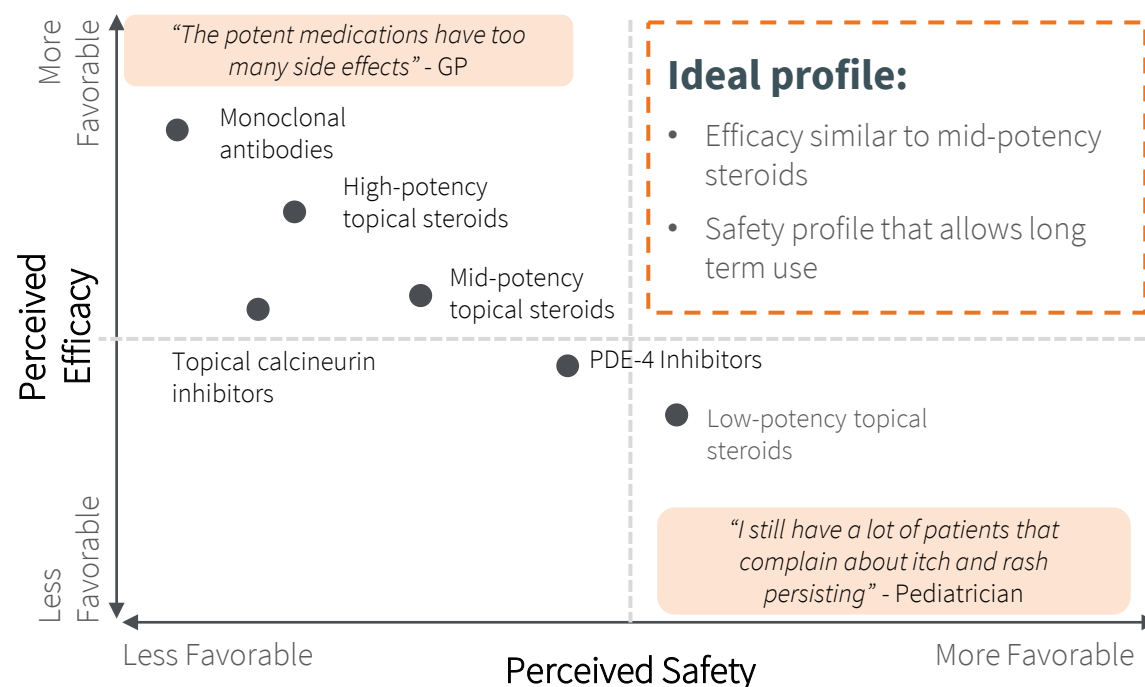 More
Favorable
“The potent medications have too
many side effects” - GP
Monoclonal
antibodies
High-potency
topical steroids
Mid-potency
topical steroids
Topical calcineurin
inhibitors
PDE-4 Inhibitors
Low-potency topical
steroids
Ideal profile:
• Efficacy similar to mid-potency
steroids
• Safety profile that allows long
term use
“I still have a lot of patients that
complain about itch and rash
persisting” - Pediatrician
Perceived
Efficacy
Less
Favorable
Less Favorable
Perceived Safety
More Favorable